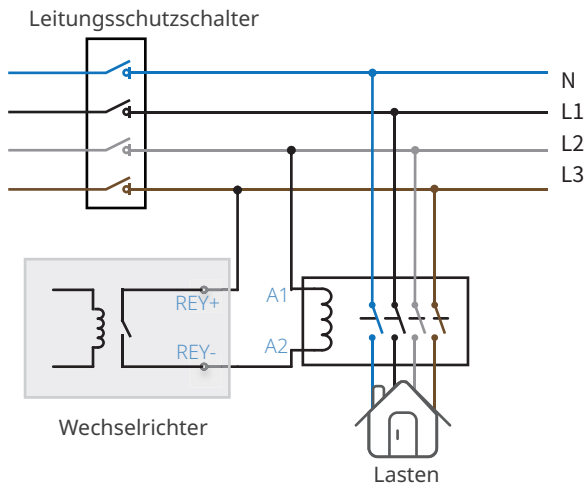 Leitungsschutzschalter
N
L1
L2
L3
REY+
A1
REY-
A2
Wechselrichter
Lasten